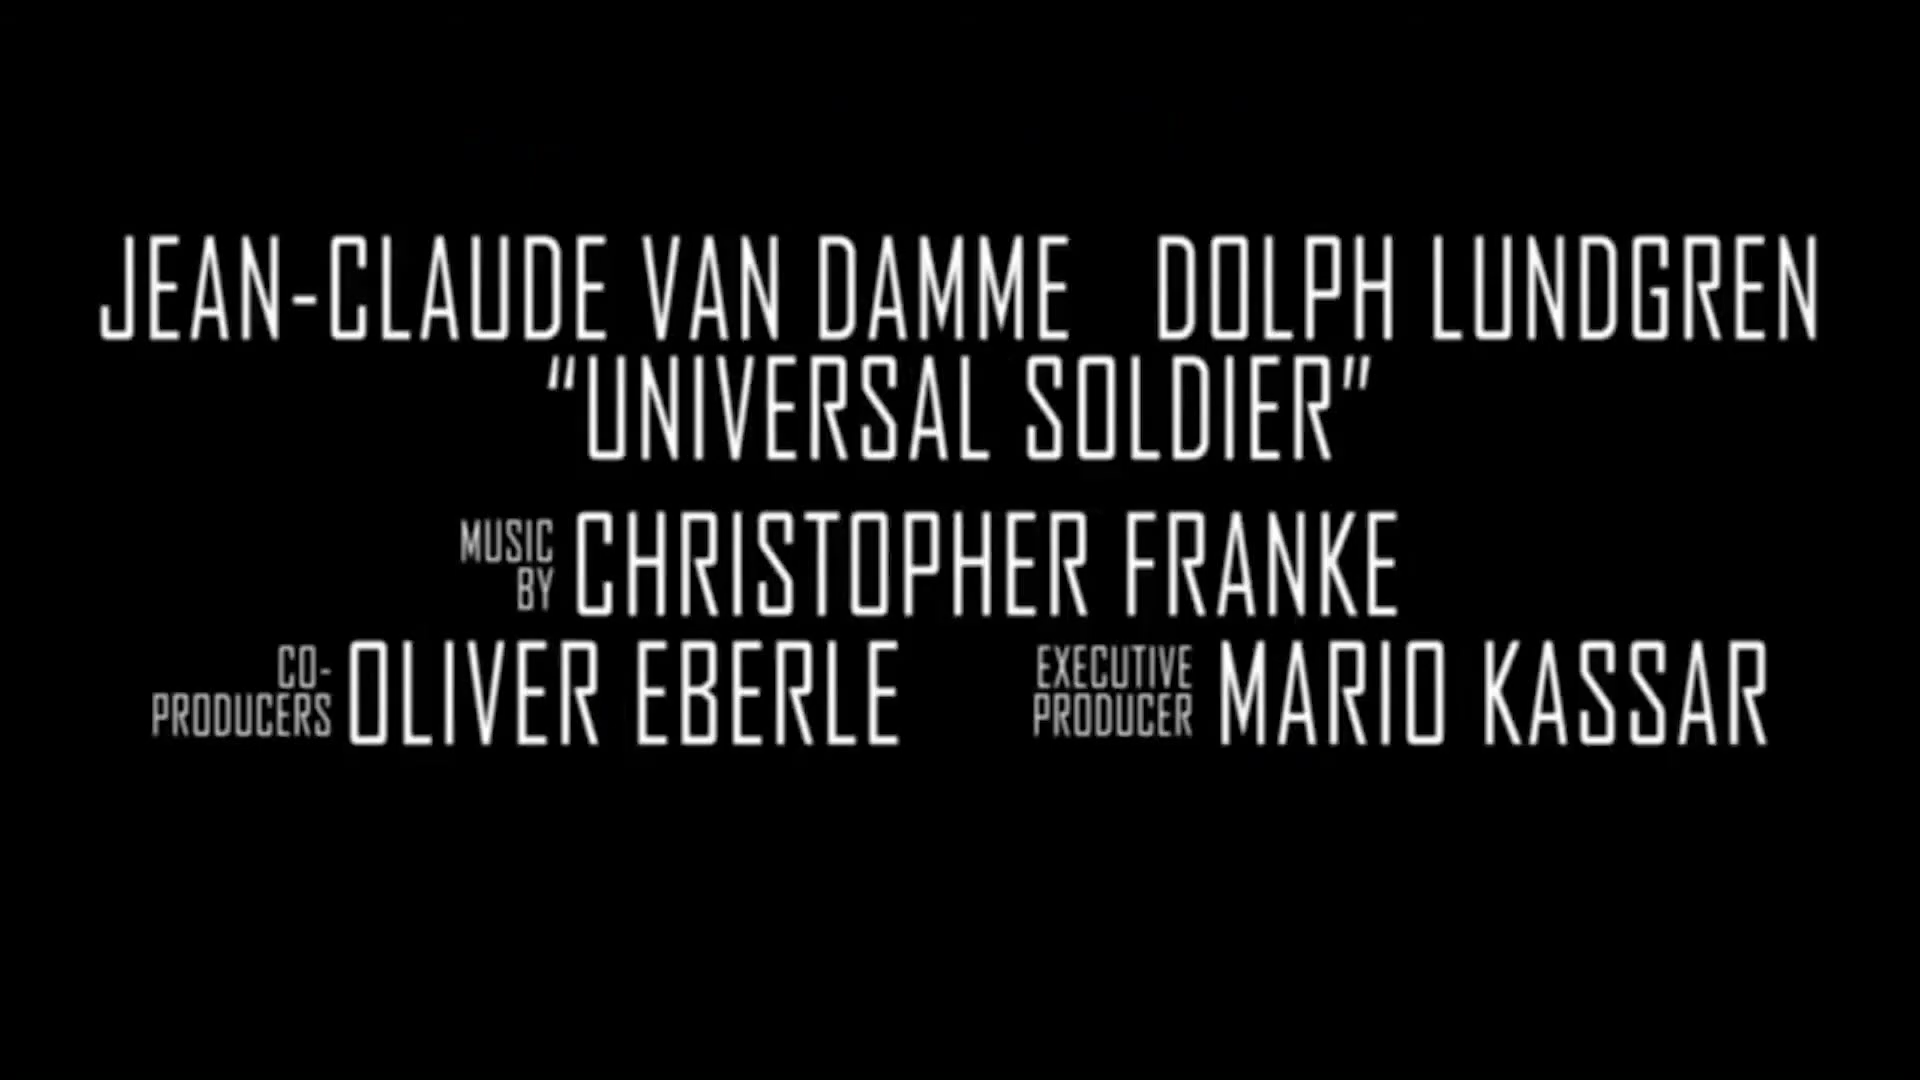 JEAN-CLAUDE VAN DAMME DOLPH LUNDGREN
“UNIVERSAL SOLDIER”
MUSIC BY CHRISTOPHER FRANKE
CO-PRODUCERS OLIVER EBERLE EXECUTIVE PRODUCER MARIO KASSAR